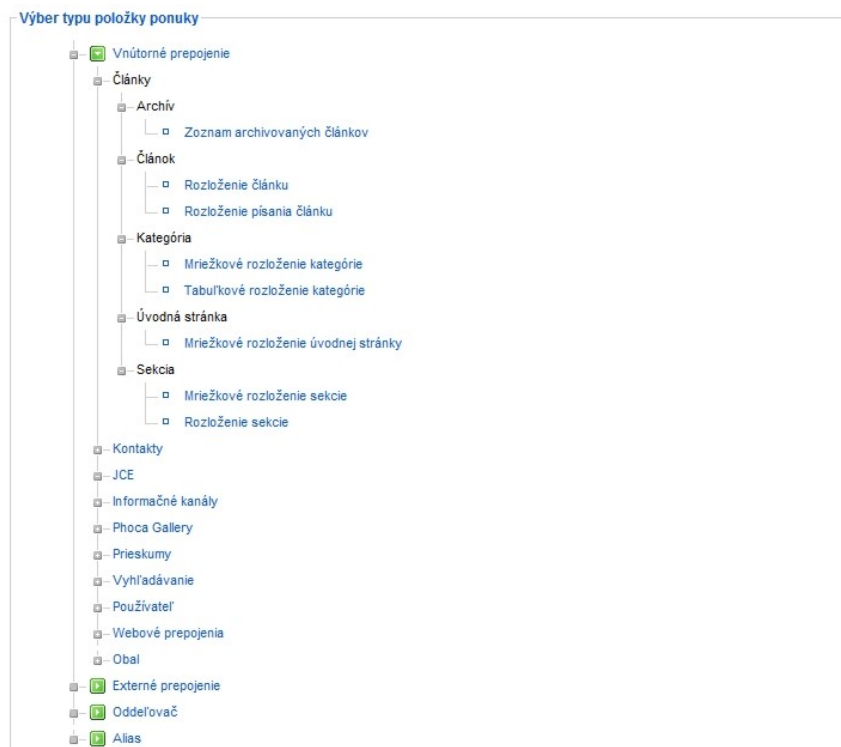 Výber typu položky ponuky
Vnútorné prepojenie
Články
Archív
Zoznam archivovaných článkov
Článok
Rozloženie článku
Rozloženie písania článku
Kategória
Mriežkové rozloženie kategórie
Tabuľkové rozloženie kategórie
Úvodná stránka
Mriežkové rozloženie úvodnej stránky
Sekcia
Mriežkové rozloženie sekcie
Rozloženie sekcie
Kontakty
JCE
Informačné kanály
Phoca Gallery
Prieskumy
Vyhľadávanie
Používateľ
Webové prepojenia
Obal
Externé prepojenie
Oddeľovač
Alias